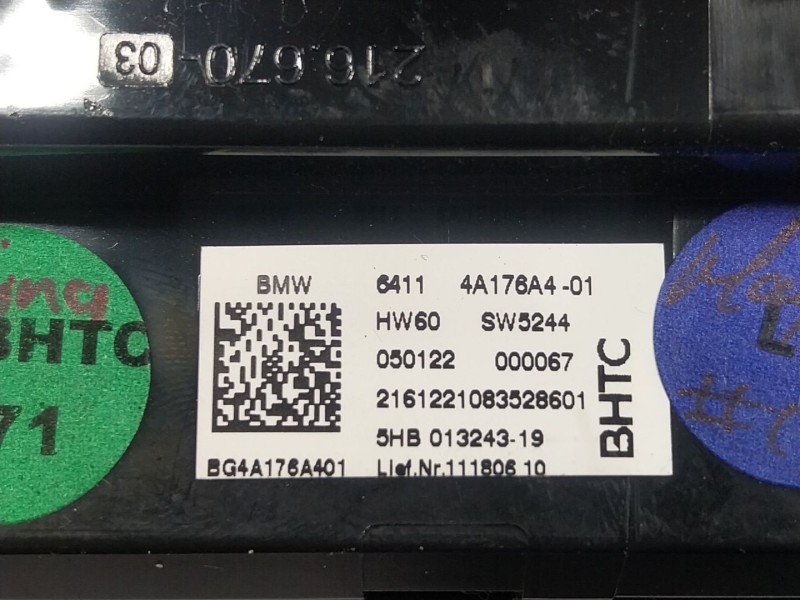 216.670-03
BMW 6411 4A176A4-01
HW60 SW5244
050122 000067
2161221083528601
5HB 013243-19
BG4A176A401 Lief.Nr.111806 10
BHTC
BHTC
71
L